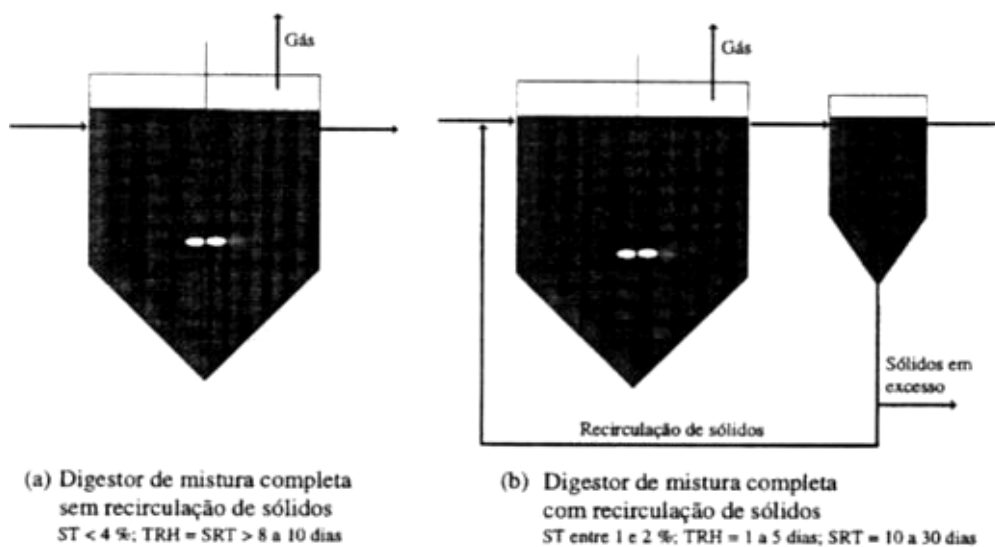 Gás
(a) Digestor de mistura completa
sem recirculação de sólidos
ST < 4 %; TRH = SRT > 8 a 10 dias
Gás
Sólidos em
excesso
Recirculação de sólidos
(b) Digestor de mistura completa
com recirculação de sólidos
ST entre 1 e 2 %; TRH = 1 a 5 dias; SRT = 10 a 30 dias